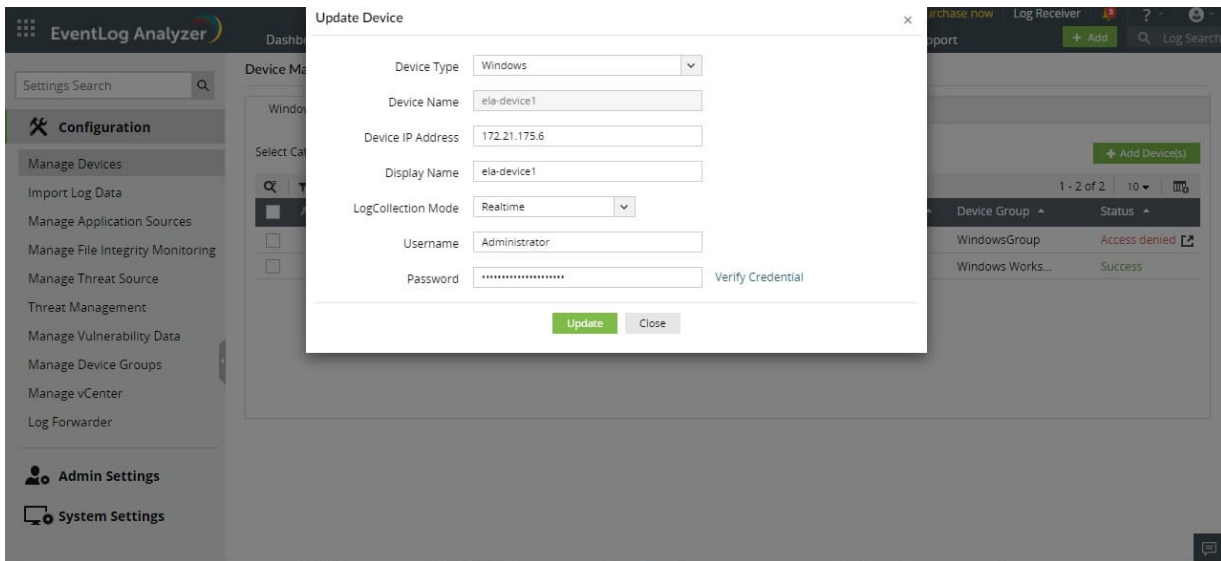 Update Device
purchase now Log Receiver 3 ?
EventLog Analyzer
Dashb
pport
+ Add
Log Search
Settings Search
Device Ma
Device Type Windows
Windo
Device Name ela-device1
Configuration
Device IP Address 172.21.175.6
Select Ca
+ Add Device(s)
Manage Devices
Display Name ela-device1
1 - 2 of 2 10
Import Log Data
LogCollection Mode Realtime
Device Group Status
Manage Application Sources
Username Administrator
WindowsGroup Access denied
Manage File Integrity Monitoring
Windows Works... Success
Password ••••••••••••••••••••• Verify Credential
Manage Threat Source
Threat Management
Update Close
Manage Vulnerability Data
Manage Device Groups
Manage vCenter
Log Forwarder
Admin Settings
System Settings